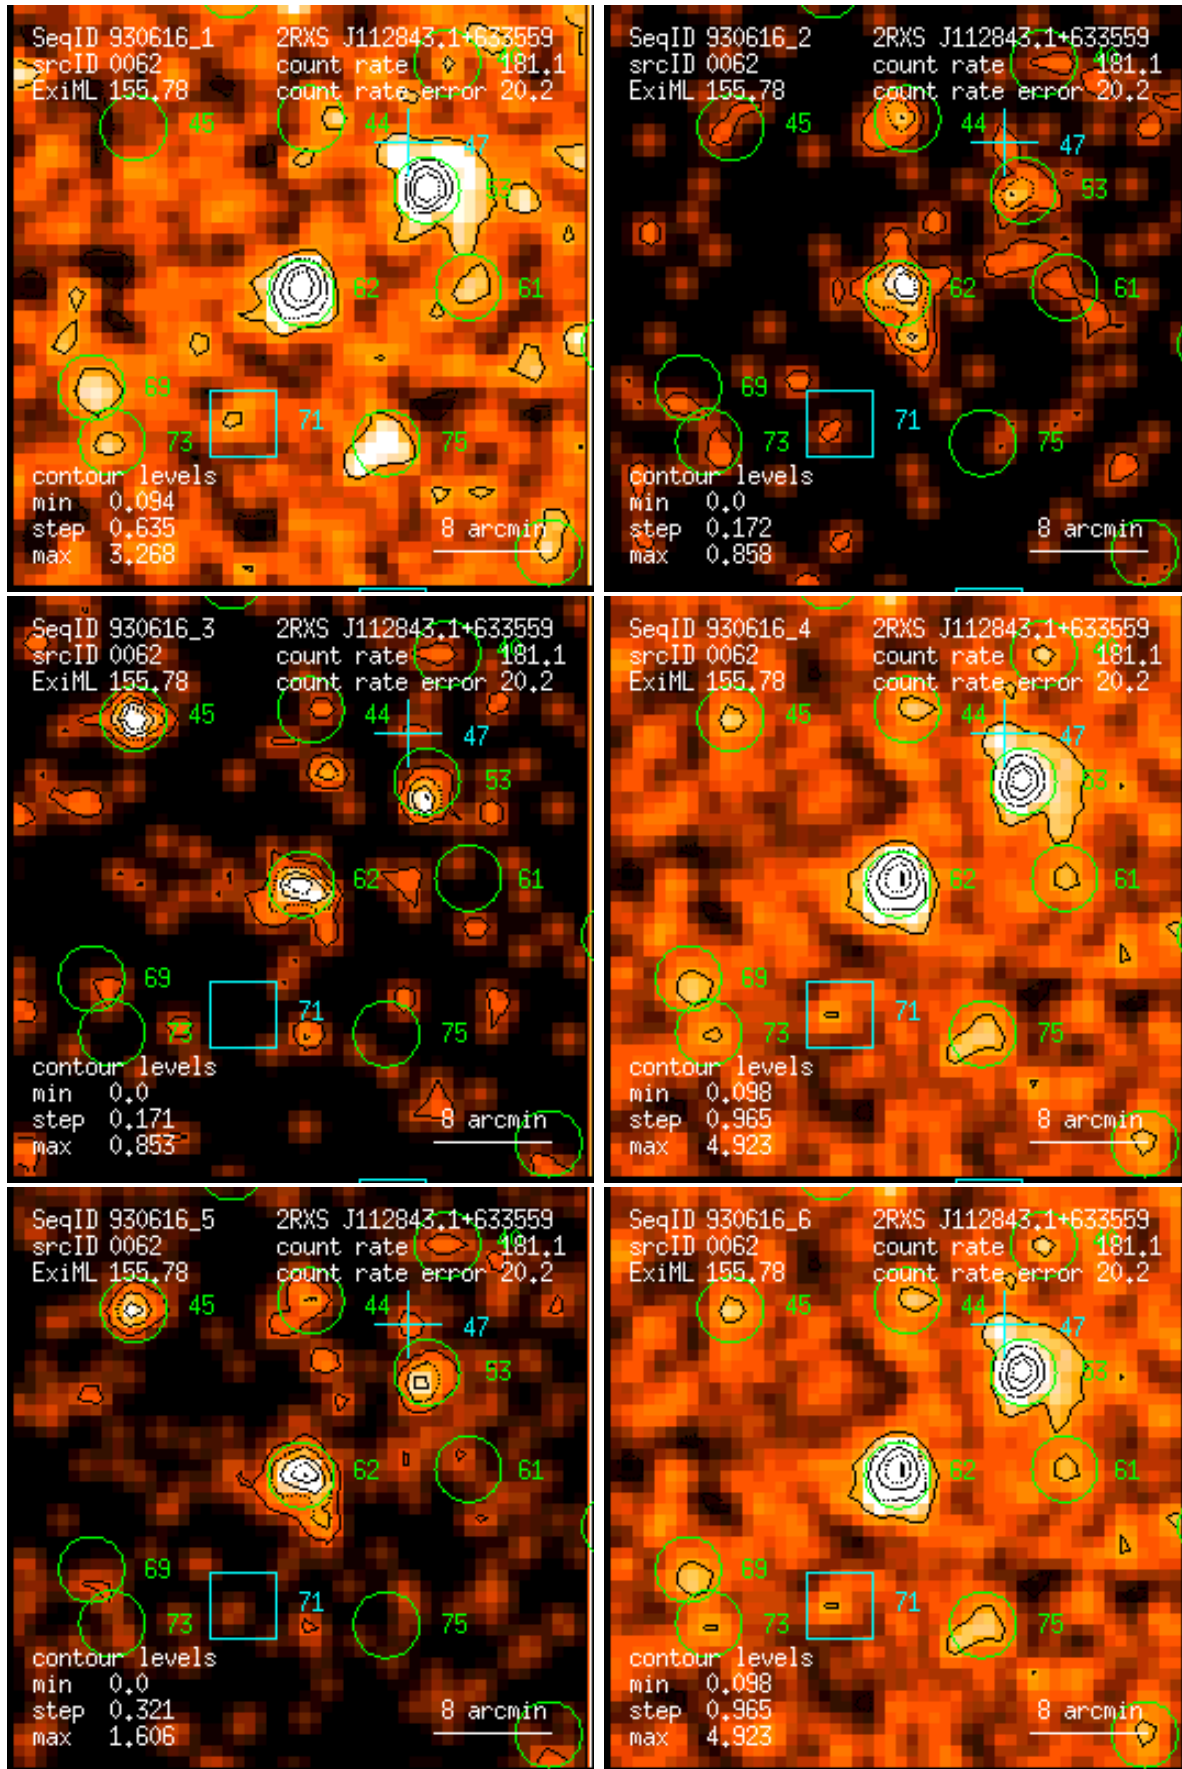 SeqID 930616_1 2RXS J112843.1+633559
srcID 0062 count rate 181.1
ExiML 155.78 count rate error 20.2
45
44
47
53
62
61
69
71
73
75
contour levels
min 0.094
step 0.635
max 3.268
8 arcmin
SeqID 930616_2 2RXS J112843.1+633559
srcID 0062 count rate 181.1
ExiML 155.78 count rate error 20.2
45
44
47
53
62
61
69
71
73
75
contour levels
min 0.0
step 0.172
max 0.858
8 arcmin
SeqID 930616_3 2RXS J112843.1+633559
srcID 0062 count rate 181.1
ExiML 155.78 count rate error 20.2
45
44
47
53
62
61
69
71
73
75
contour levels
min 0.0
step 0.171
max 0.853
8 arcmin
SeqID 930616_4 2RXS J112843.1+633559
srcID 0062 count rate 181.1
ExiML 155.78 count rate error 20.2
45
44
47
53
62
61
69
71
73
75
contour levels
min 0.098
step 0.965
max 4.923
8 arcmin
SeqID 930616_5 2RXS J112843.1+633559
srcID 0062 count rate 181.1
ExiML 155.78 count rate error 20.2
45
44
47
53
62
61
69
71
73
75
contour levels
min 0.0
step 0.321
max 1.606
8 arcmin
SeqID 930616_6 2RXS J112843.1+633559
srcID 0062 count rate 181.1
ExiML 155.78 count rate error 20.2
45
44
47
53
62
61
69
71
73
75
contour levels
min 0.098
step 0.965
max 4.923
8 arcmin